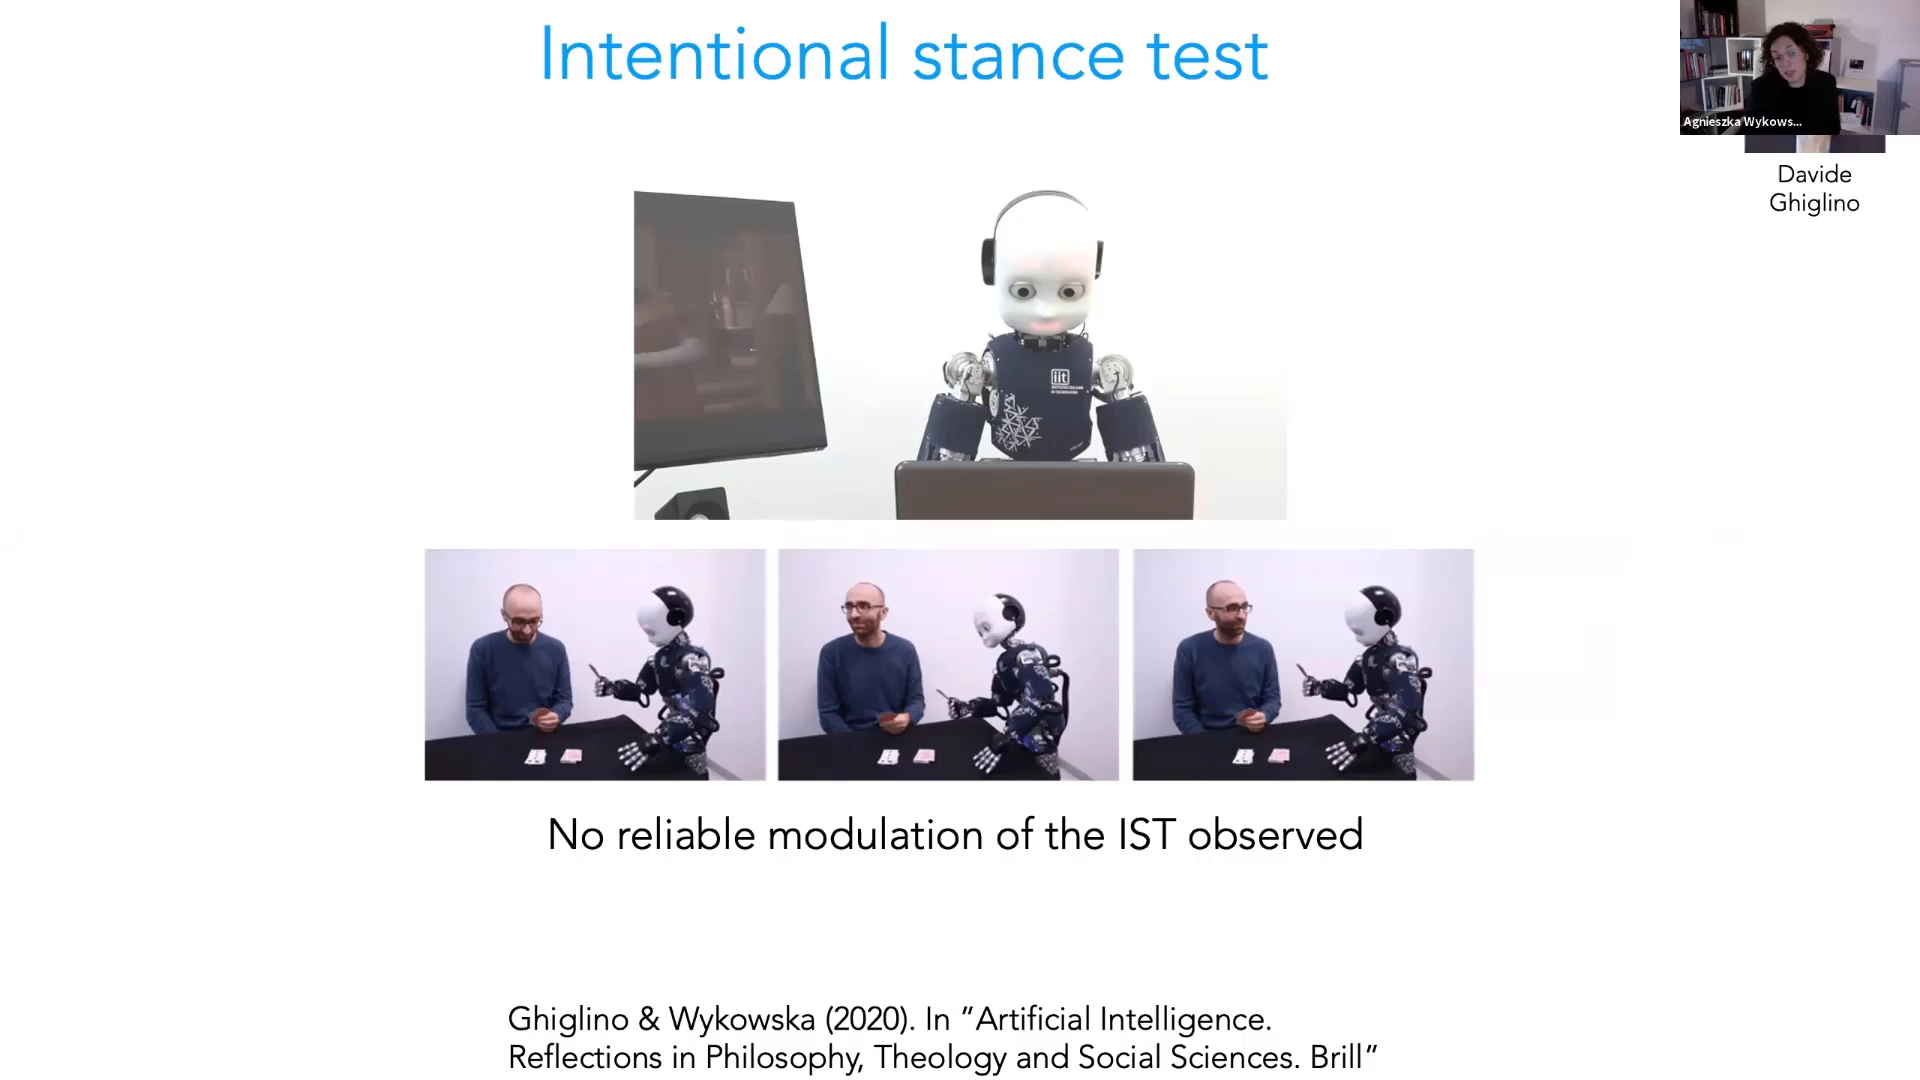 Intentional stance test
Agnieszka Wykows...
Davide
Ghiglino
iit
No reliable modulation of the IST observed
Ghiglino & Wykowska (2020). In ”Artificial Intelligence.
Reflections in Philosophy, Theology and Social Sciences. Brill”